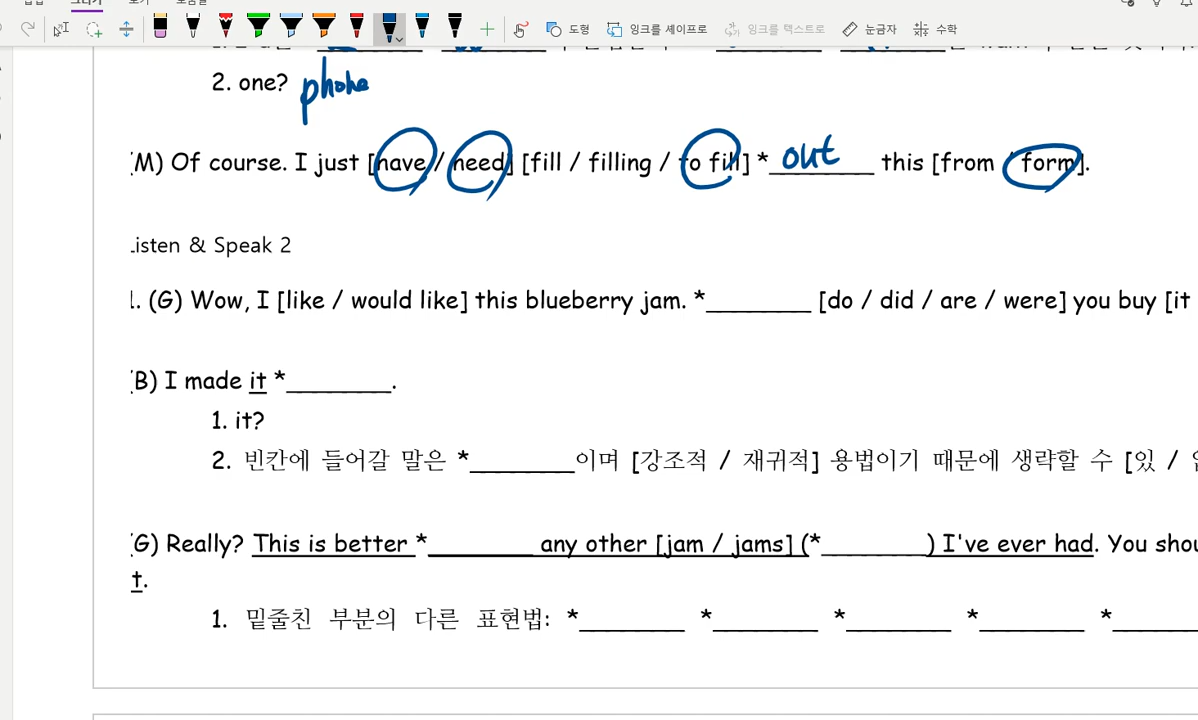 도형 잉크를 셰이프로 잉크를 텍스트로 눈금자 수학
2. one? phone
(M) Of course. I just [have / need] [fill / filling / to fill] *________ out this [from / form].
Listen & Speak 2
1. (G) Wow, I [like / would like] this blueberry jam. *________ [do / did / are / were] you buy [it
(B) I made it *________.
1. it?
2. 빈칸에 들어갈 말은 *________이며 [강조적 / 재귀적] 용법이기 때문에 생략할 수 [있 /
(G) Really? This is better *________ any other [jam / jams] (*________) I've ever had. You shou
t.
1. 밑줄친 부분의 다른 표현법: *________ *________ *________ *________ *________